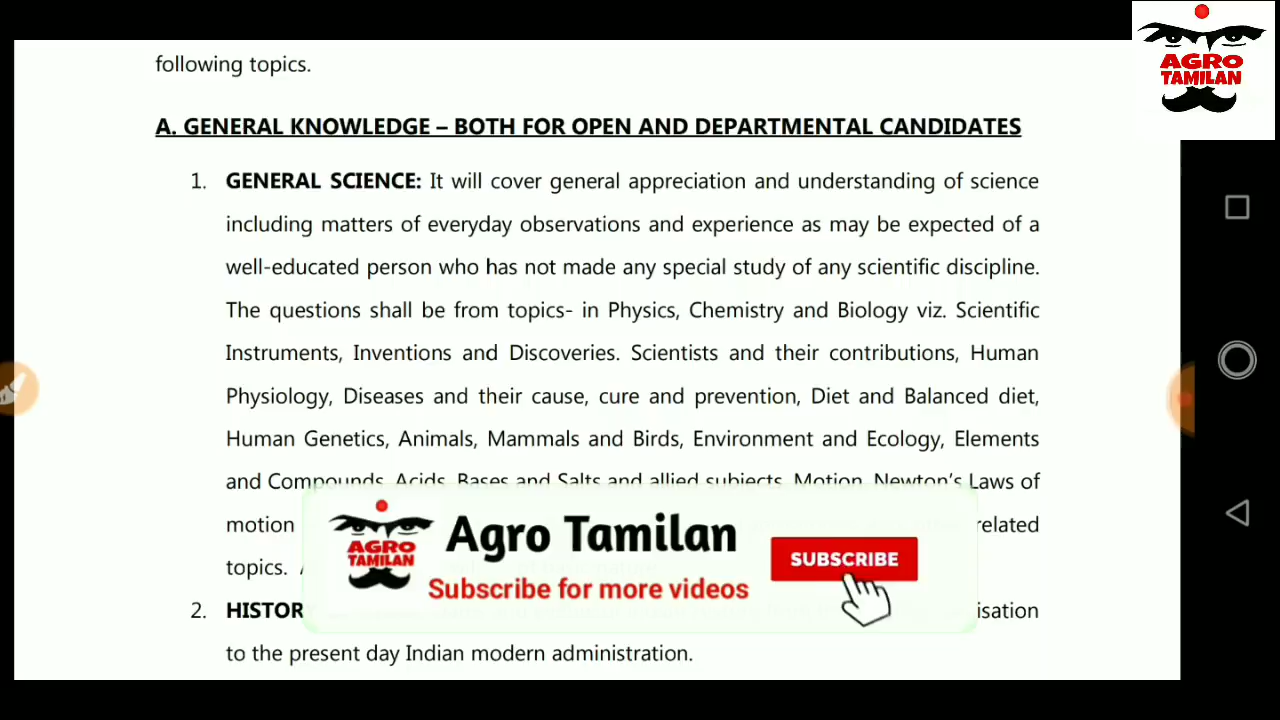 following topics.
AGRO
TAMILAN
A. GENERAL KNOWLEDGE – BOTH FOR OPEN AND DEPARTMENTAL CANDIDATES
1. GENERAL SCIENCE: It will cover general appreciation and understanding of science
including matters of everyday observations and experience as may be expected of a
well-educated person who has not made any special study of any scientific discipline.
The questions shall be from topics- in Physics, Chemistry and Biology viz. Scientific
Instruments, Inventions and Discoveries. Scientists and their contributions, Human
Physiology, Diseases and their cause, cure and prevention, Diet and Balanced diet,
Human Genetics, Animals, Mammals and Birds, Environment and Ecology, Elements
and Compounds, Acids, Bases and Salts and allied subjects, Motion, Newton's Laws of
motion related
topics.
2. HISTOR isation
to the present day Indian modern administration.
AGRO
TAMILAN
Agro Tamilan
Subscribe for more videos
SUBSCRIBE